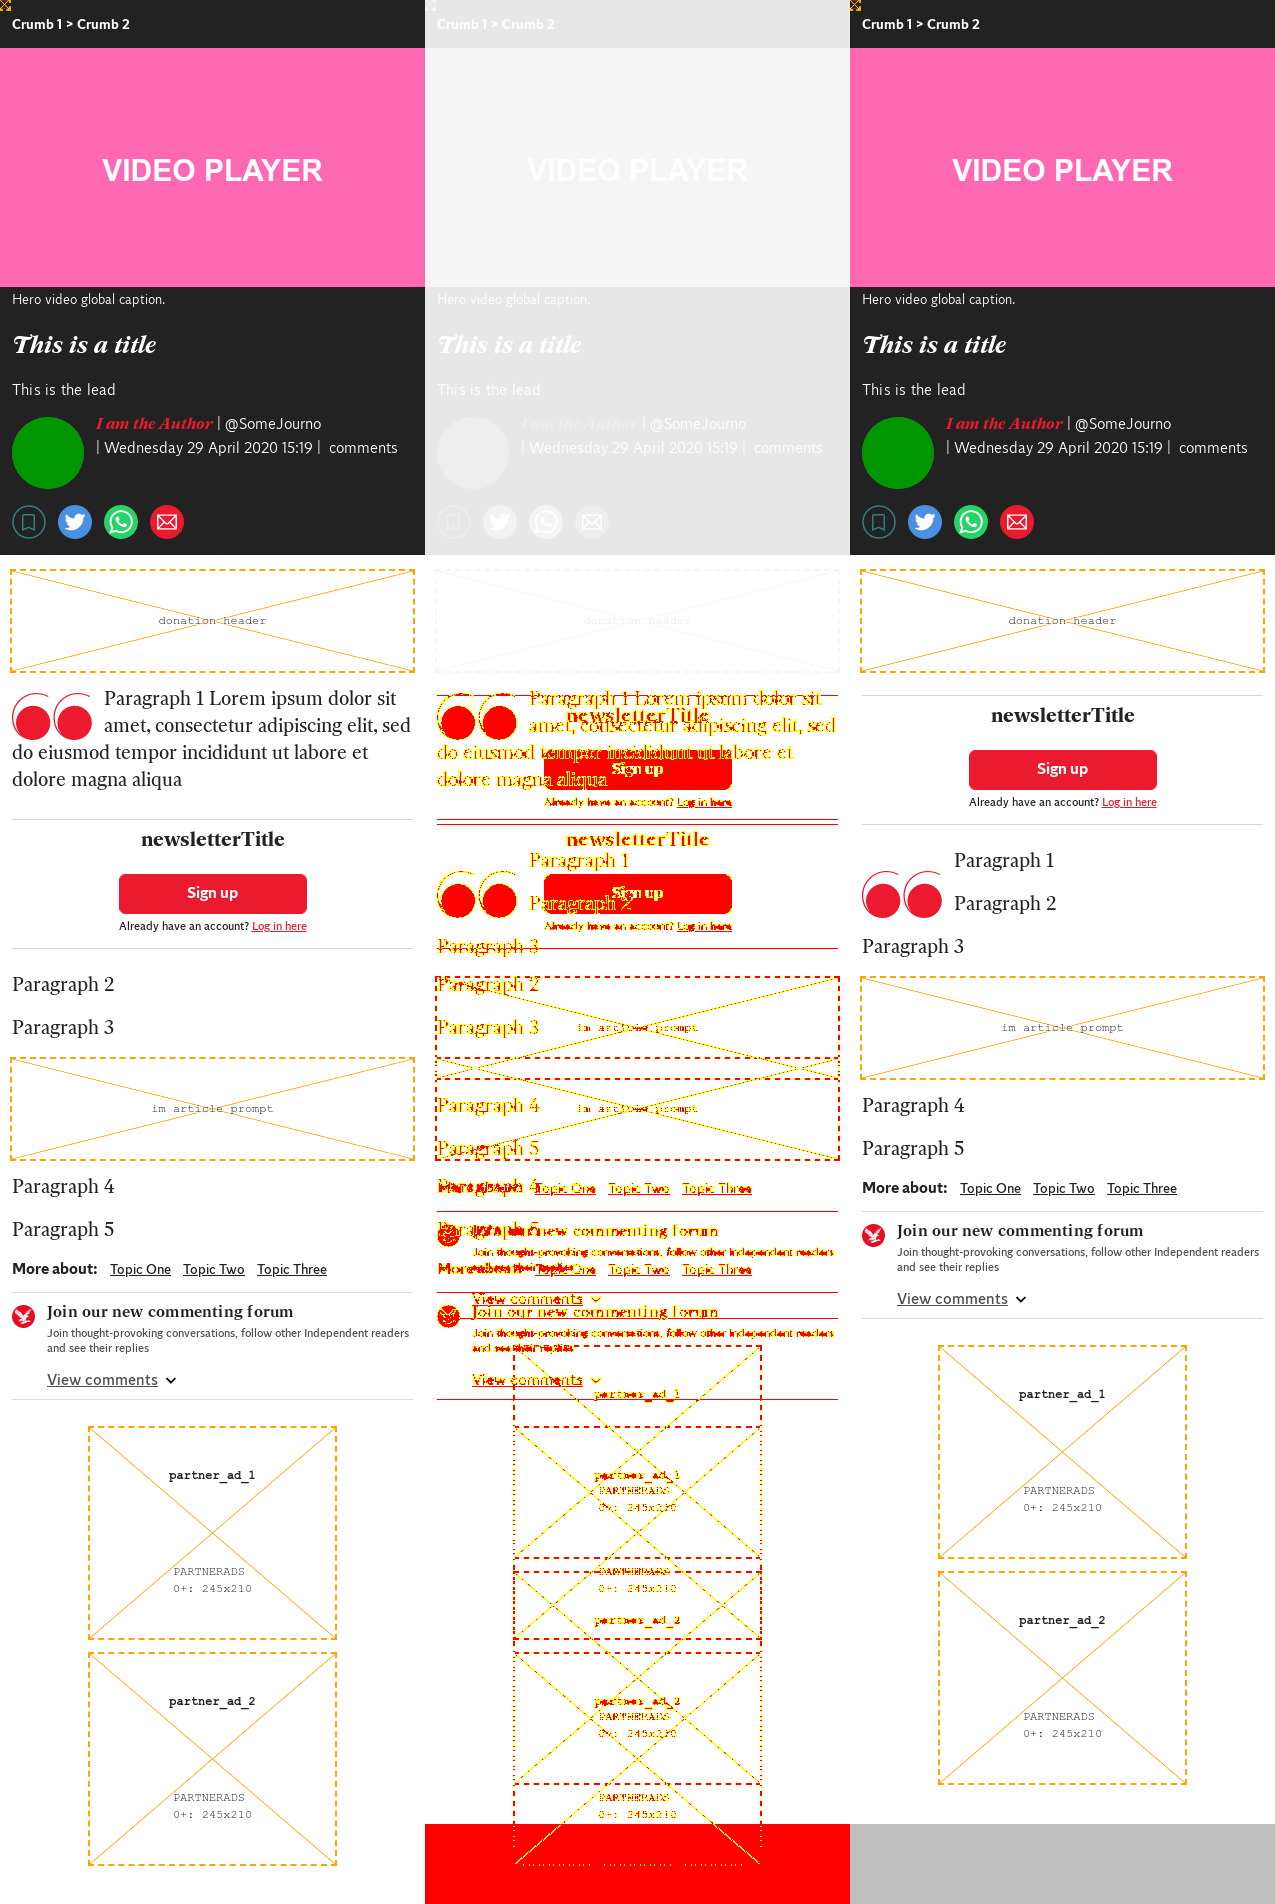 Crumb 1 > Crumb 2
VIDEO PLAYER
Hero video global caption.
This is a title
This is the lead
I am the Author | @SomeJourno
| Wednesday 29 April 2020 15:19 | comments
donation header
Paragraph 1 Lorem ipsum dolor sit
amet, consectetur adipiscing elit, sed
do eiusmod tempor incididunt ut labore et
dolore magna aliqua
newsletterTitle
Sign up
Already have an account? Log in here
Paragraph 2
Paragraph 3
im article prompt
Paragraph 4
Paragraph 5
More about: Topic One Topic Two Topic Three
Join our new commenting forum
Join thought-provoking conversations, follow other Independent readers
and see their replies
View comments
partner_ad_1
PARTNERADS
0+: 245x210
partner_ad_2
PARTNERADS
0+: 245x210
Crumb 1 > Crumb 2
VIDEO PLAYER
Hero video global caption.
This is a title
This is the lead
I am the Author | @SomeJourno
| Wednesday 29 April 2020 15:19 | comments
donation header
Paragraph 1 Lorem ipsum dolor sit
newsletterTitle
amet, consectetur adipiscing elit, sed
do eiusmod tempor incididunt ut labore et
Sign up
dolore magna aliqua
Already have an account? Log in here
newsletterTitle
Paragraph 1
Sign up
Paragraph 2
Already have an account? Log in here
Paragraph 3
Paragraph 2
Paragraph 3
im article prompt
Paragraph 4
im article prompt
Paragraph 5
Paragraph 4
More about: Topic One Topic Two Topic Three
Paragraph 5
Join our new commenting forum
Join thought-provoking conversations, follow other Independent readers
and see their replies
More about: Topic One Topic Two Topic Three
View comments
Join our new commenting forum
Join thought-provoking conversations, follow other Independent readers
and see their replies
View comments
partner_ad_1
partner_ad_1
PARTNERADS
0+: 245x210
PARTNERADS
0+: 245x210
partner_ad_2
partner_ad_2
PARTNERADS
0+: 245x210
PARTNERADS
0+: 245x210
Crumb 1 > Crumb 2
VIDEO PLAYER
Hero video global caption.
This is a title
This is the lead
I am the Author | @SomeJourno
| Wednesday 29 April 2020 15:19 | comments
donation header
newsletterTitle
Sign up
Already have an account? Log in here
Paragraph 1
Paragraph 2
Paragraph 3
im article prompt
Paragraph 4
Paragraph 5
More about: Topic One Topic Two Topic Three
Join our new commenting forum
Join thought-provoking conversations, follow other Independent readers
and see their replies
View comments
partner_ad_1
PARTNERADS
0+: 245x210
partner_ad_2
PARTNERADS
0+: 245x210